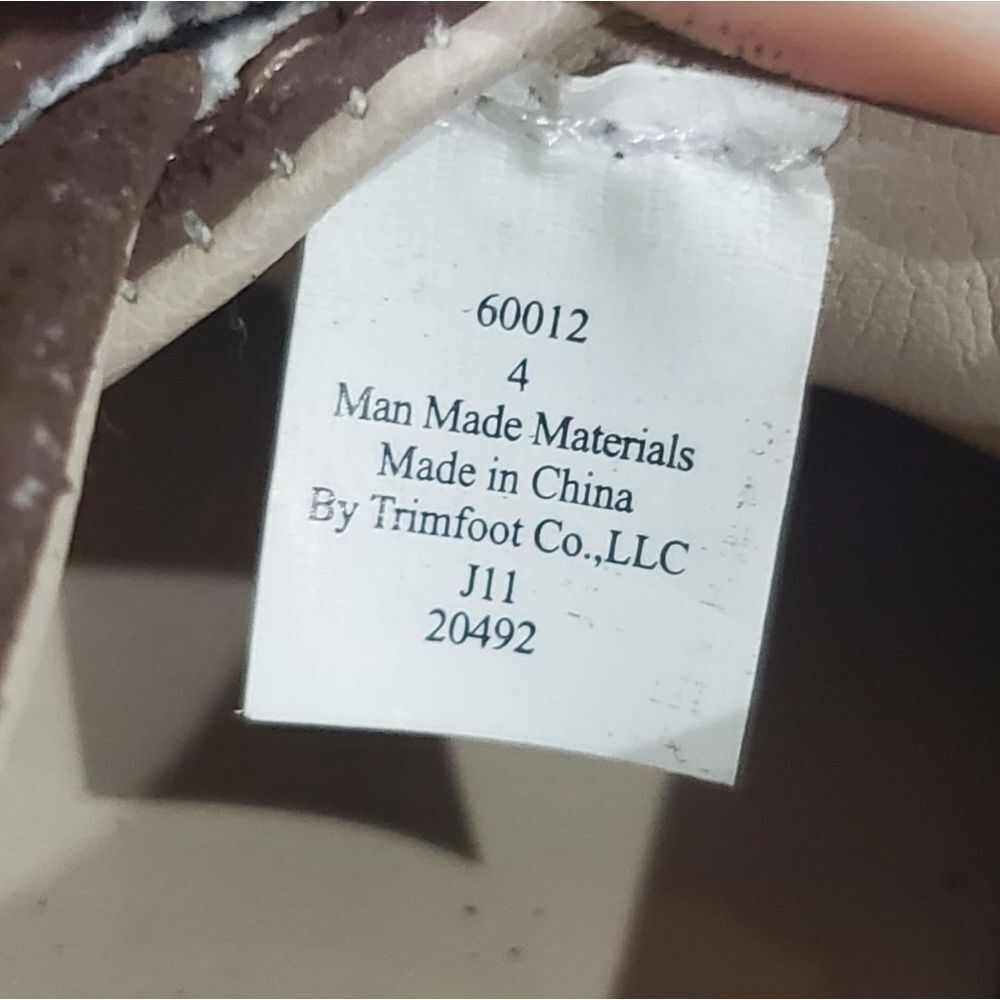 60012
4
Man Made Materials
Made in China
By Trimfoot Co.,LLC
J11
20492